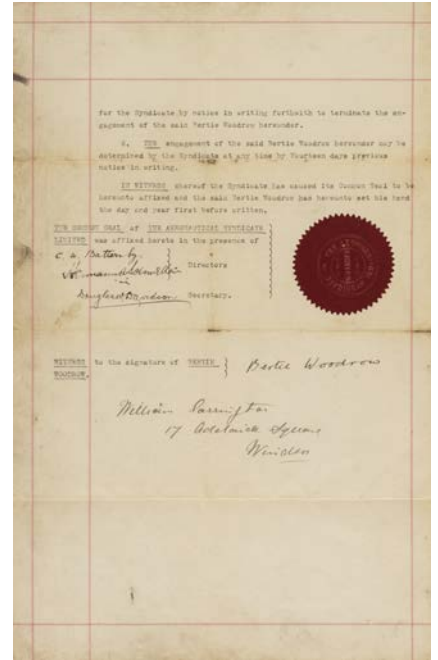 for the Syndicate by notice in writing forthwith to terminate the en-
gagement of the said Bertie Woodrow hereunder.
6. THE engagement of the said Bertie Woodrow hereunder may be
determined by the Syndicate at any time by Fourteen days previous
notice in writing.
IN WITNESS whereof the Syndicate has caused its Common Seal to be
hereunto affixed and the said Bertie Woodrow has hereunto set his hand
the day and year first before written.
THE COMMON SEAL of THE AERONAUTICAL SYNDICATE
LIMITED was affixed hereto in the presence of
Directors
Secretary.
WITNESS to the signature of BERTIE
WOODROW.
Bertie Woodrow
William
17 Adelaide Square
Windsor